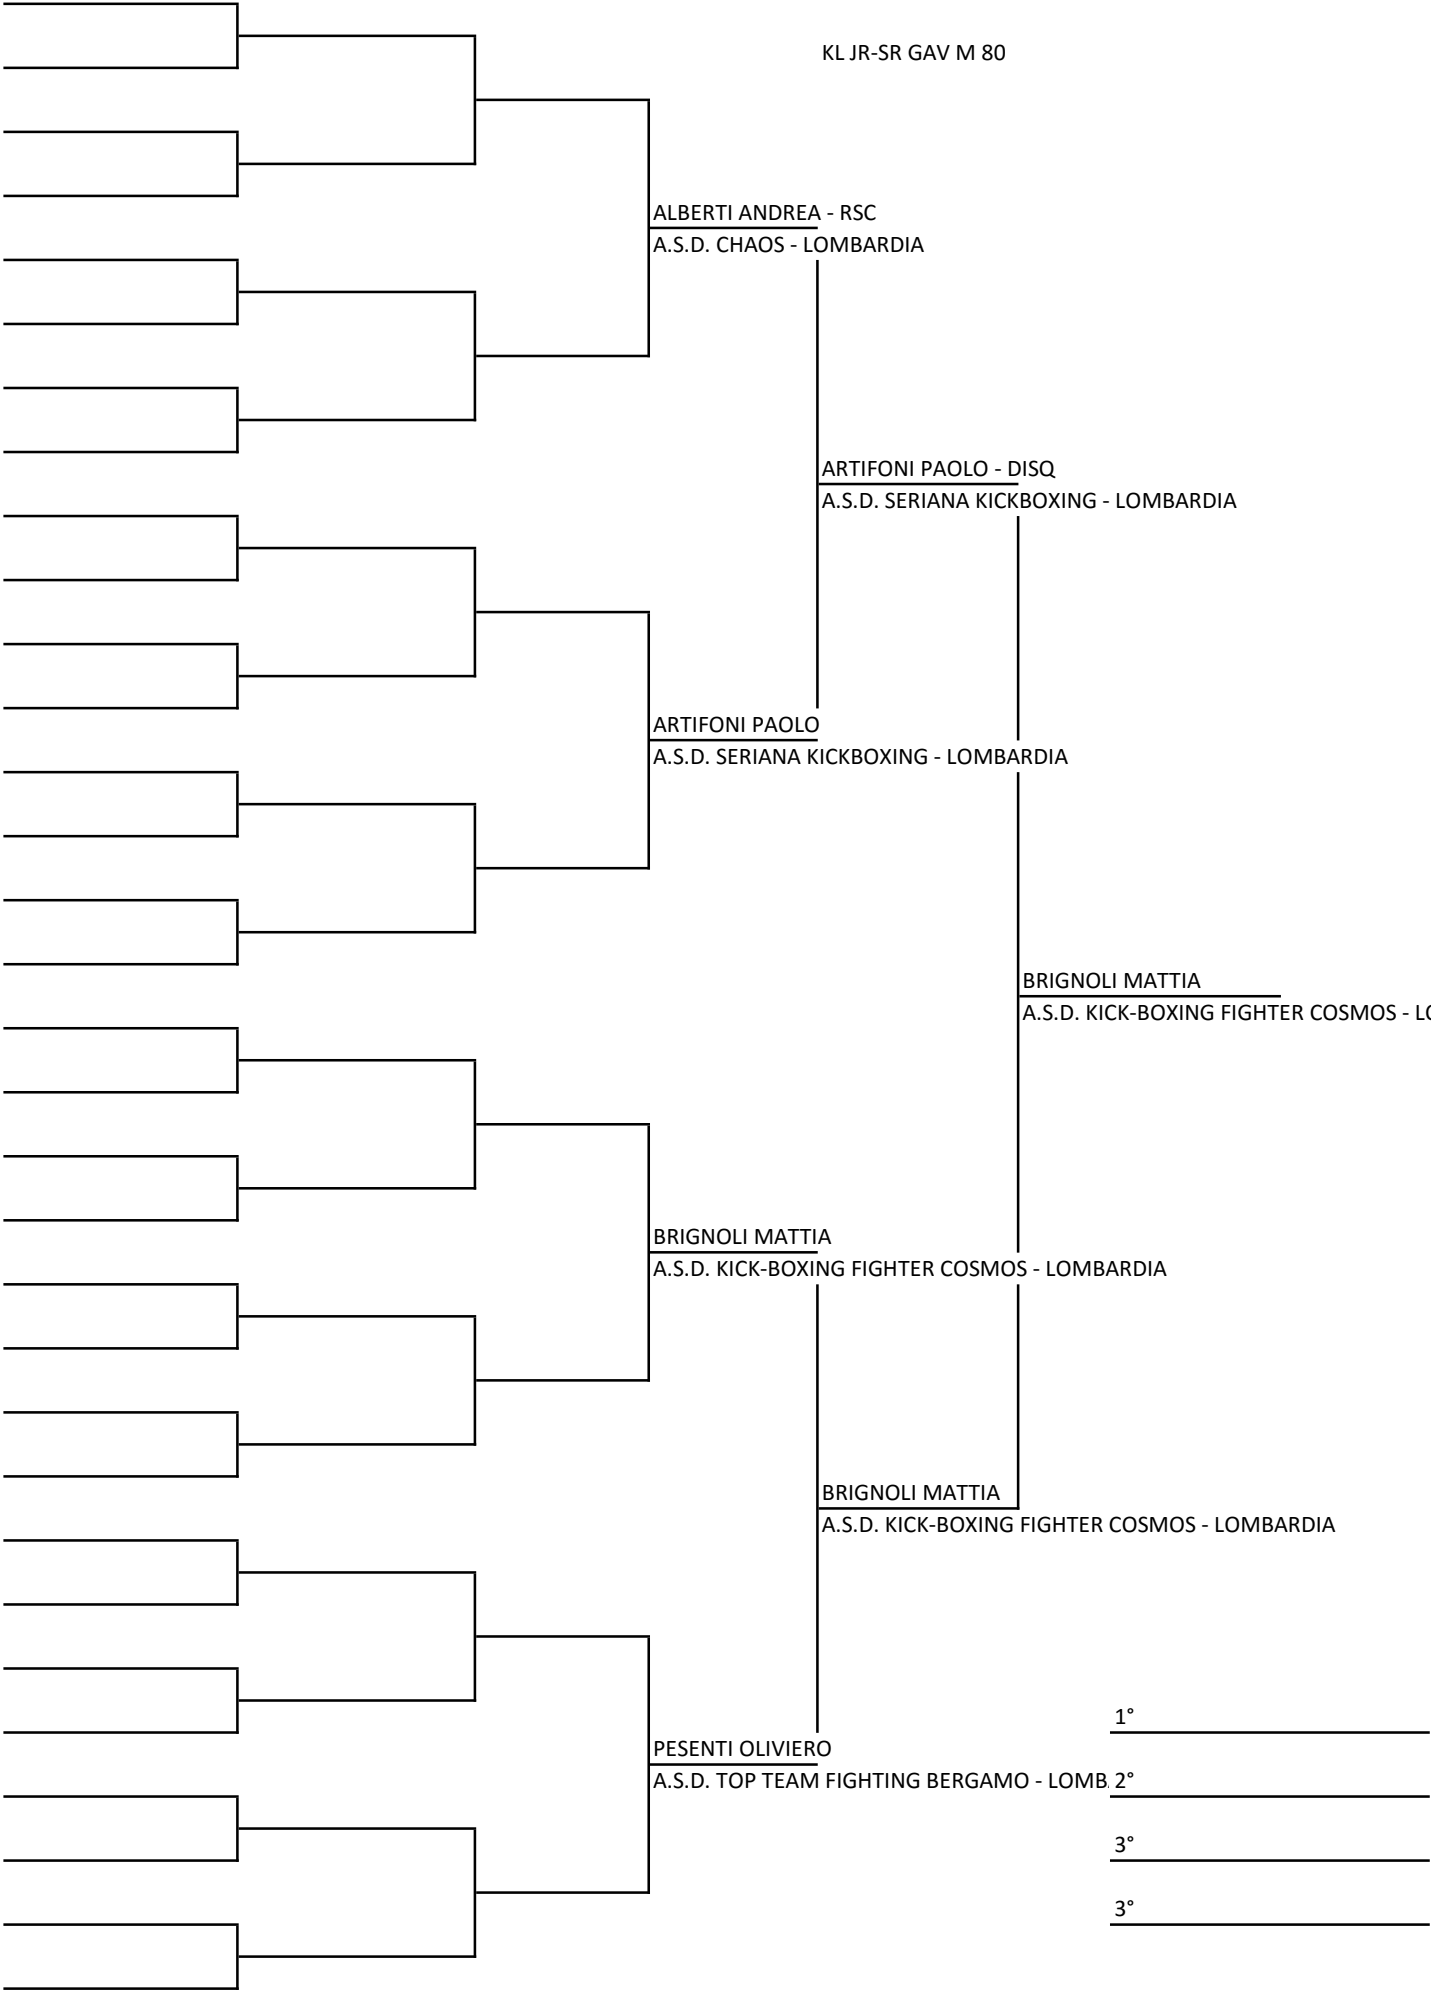 KL JR-SR GAV M 80
ALBERTI ANDREA - RSC
A.S.D. CHAOS - LOMBARDIA
ARTIFONI PAOLO - DISQ
A.S.D. SERIANA KICKBOXING - LOMBARDIA
ARTIFONI PAOLO
A.S.D. SERIANA KICKBOXING - LOMBARDIA
BRIGNOLI MATTIA
A.S.D. KICK-BOXING FIGHTER COSMOS - LO
BRIGNOLI MATTIA
A.S.D. KICK-BOXING FIGHTER COSMOS - LOMBARDIA
BRIGNOLI MATTIA
A.S.D. KICK-BOXING FIGHTER COSMOS - LOMBARDIA
1°
PESENTI OLIVIERO
A.S.D. TOP TEAM FIGHTING BERGAMO - LOMB
2°
3°
3°